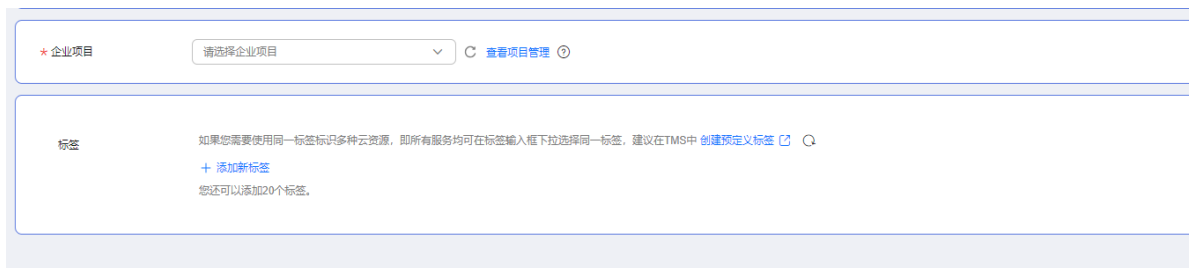 * 企业项目 请选择企业项目 查看项目管理 ?
标签 如果您需要使用同一标签标识多种云资源，即所有服务均可在标签输入框下拉选择同一标签，建议在TMS中 创建预定义标签
+ 添加新标签
您还可以添加20个标签。